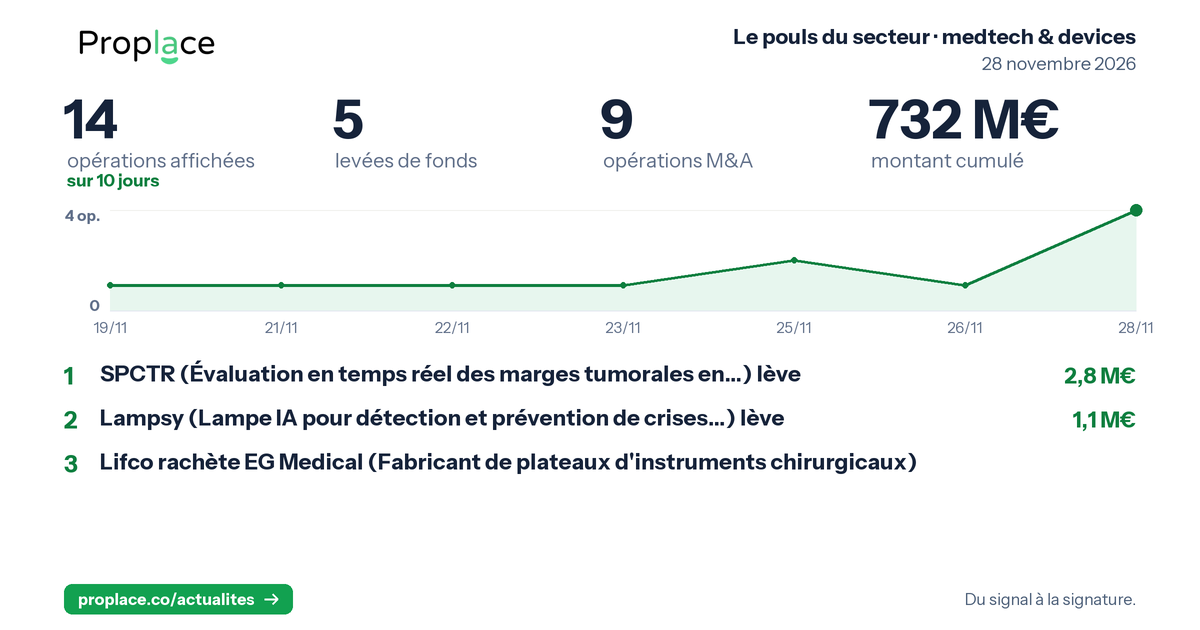 Proplace
Le pouls du secteur · medtech & devices
28 novembre 2026
14
opérations affichées
sur 10 jours
5
levées de fonds
9
opérations M&A
732 M€
montant cumulé
4 op.
0
19/11
21/11
22/11
23/11
25/11
26/11
28/11
1 SPCTR (Évaluation en temps réel des marges tumorales en...) lève 2,8 M€
2 Lampsy (Lampe IA pour détection et prévention de crises...) lève 1,1 M€
3 Lifco rachète EG Medical (Fabricant de plateaux d'instruments chirurgicaux)
proplace.co/actualites →
Du signal à la signature.